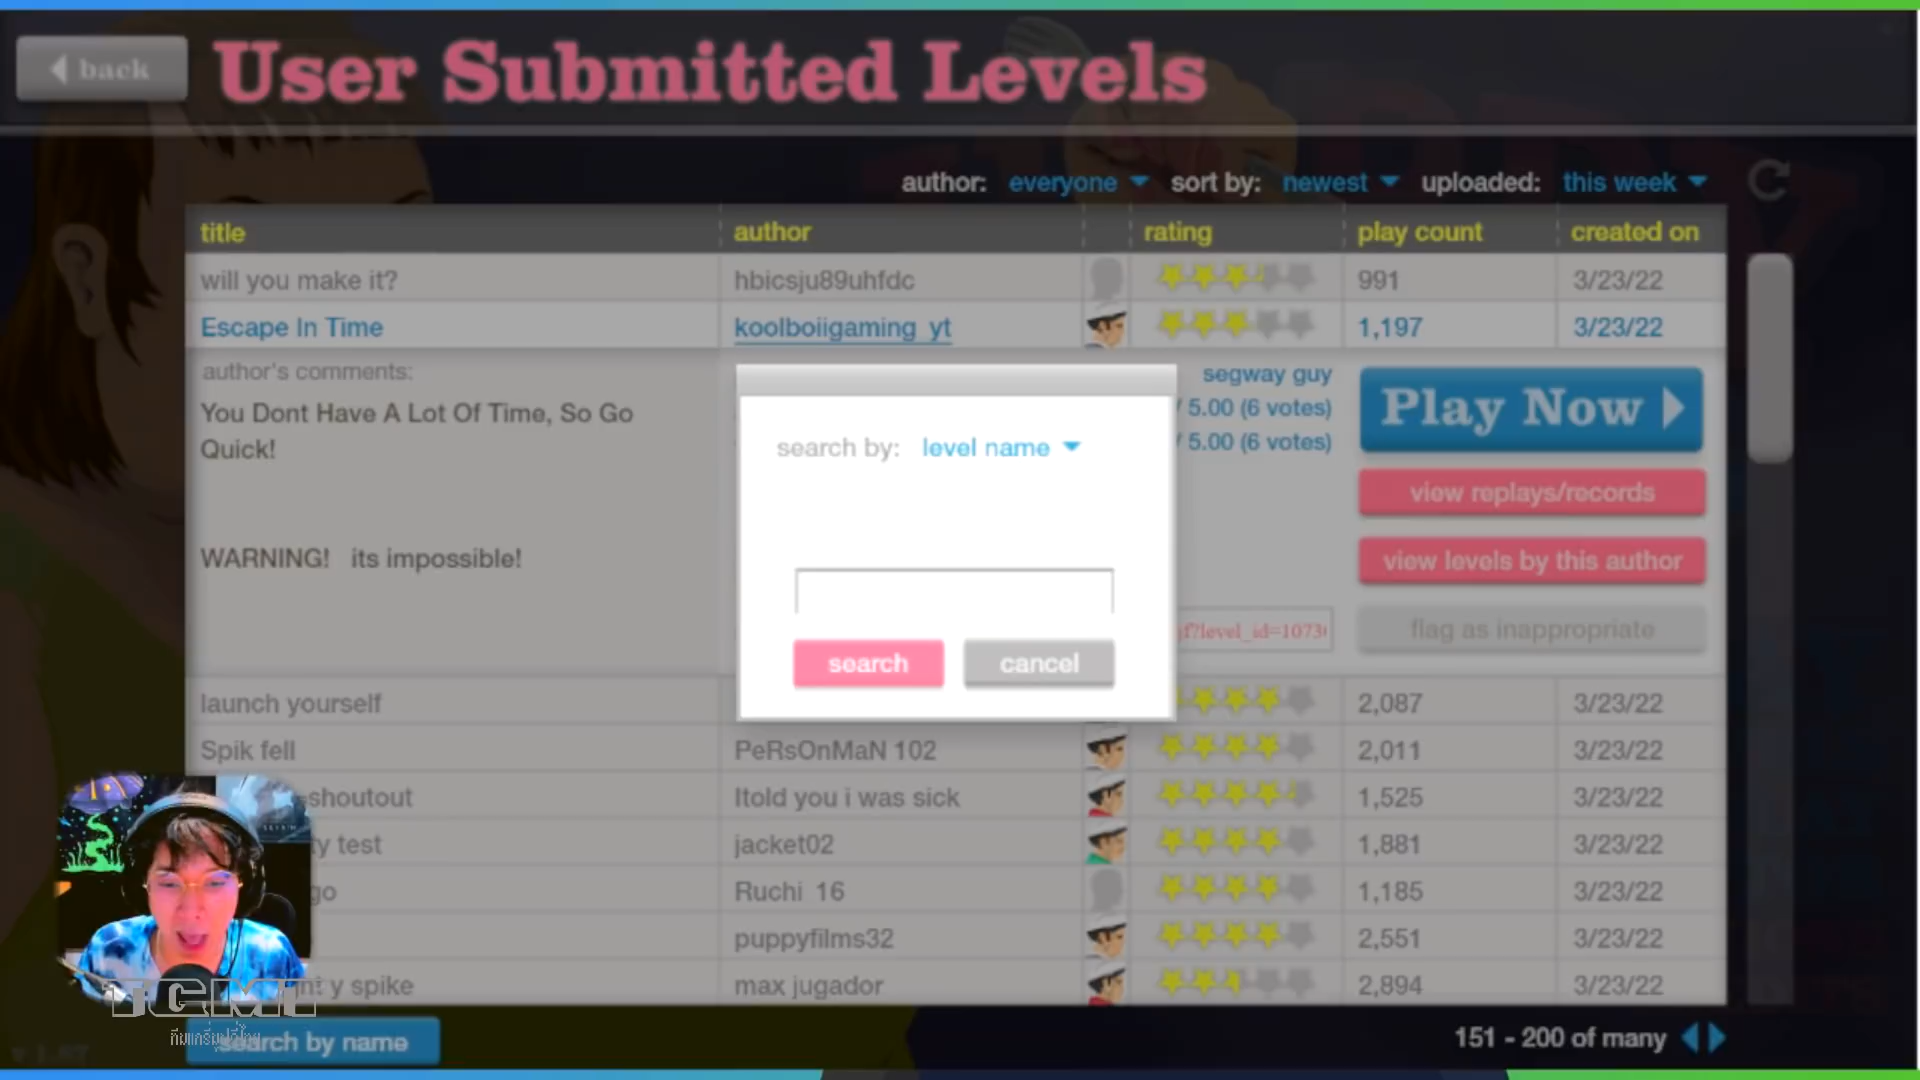 back
User Submitted Levels
author: everyone sort by: newest uploaded: this week
title author rating play count created on
will you make it? hbicsju89uhfdc 991 3/23/22
Escape In Time koolboiigaming yt 1,197 3/23/22
author's comments: segway guy
You Dont Have A Lot Of Time, So Go / 5.00 (6 votes) Play Now
Quick! / 5.00 (6 votes)
search by: level name
view replays/records
WARNING! its impossible! view levels by this author
flag as inappropriate
search cancel
launch yourself 2,087 3/23/22
Spik fell PeRsOnMaN 102 2,011 3/23/22
shoutout Itold you i was sick 1,525 3/23/22
ty test jacket02 1,881 3/23/22
go Ruchi 16 1,185 3/23/22
puppyfilms32 2,551 3/23/22
y spike max jugador 2,894 3/23/22
search by name 151 - 200 of many